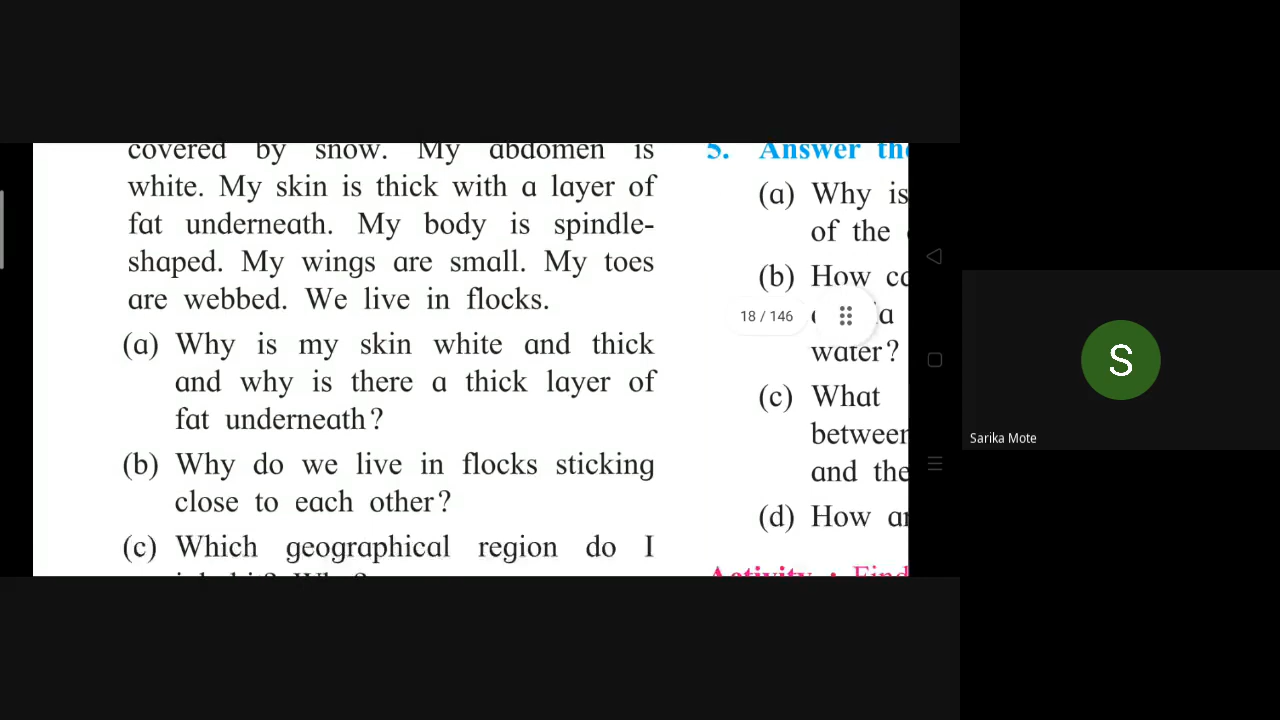 covered by snow. My abdomen is
white. My skin is thick with a layer of
fat underneath. My body is spindle-
shaped. My wings are small. My toes
are webbed. We live in flocks.
(a) Why is my skin white and thick
and why is there a thick layer of
fat underneath?
(b) Why do we live in flocks sticking
close to each other?
(c) Which geographical region do I
5. Answer the
(a) Why is
of the
(b) How
18 / 146
water?
(c) What
between
and the
(d) How
Activity : Find
S
Sarika Mote